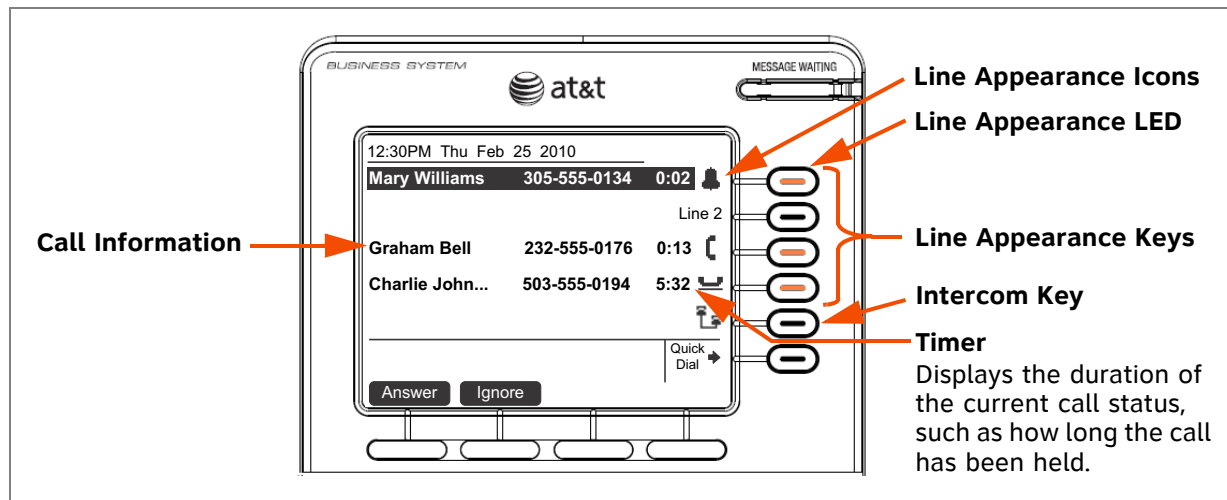 BUSINESS SYSTEM
at&t
MESSAGE WAITING
Line Appearance Icons
Line Appearance LED
12:30PM Thu Feb 25 2010
Mary Williams 305-555-0134 0:02
Line 2
Call Information
Graham Bell 232-555-0176 0:13
Line Appearance Keys
Charlie John... 503-555-0194 5:32
Intercom Key
Timer
Quick
Dial
Displays the duration of
the current call status,
such as how long the call
has been held.
Answer Ignore